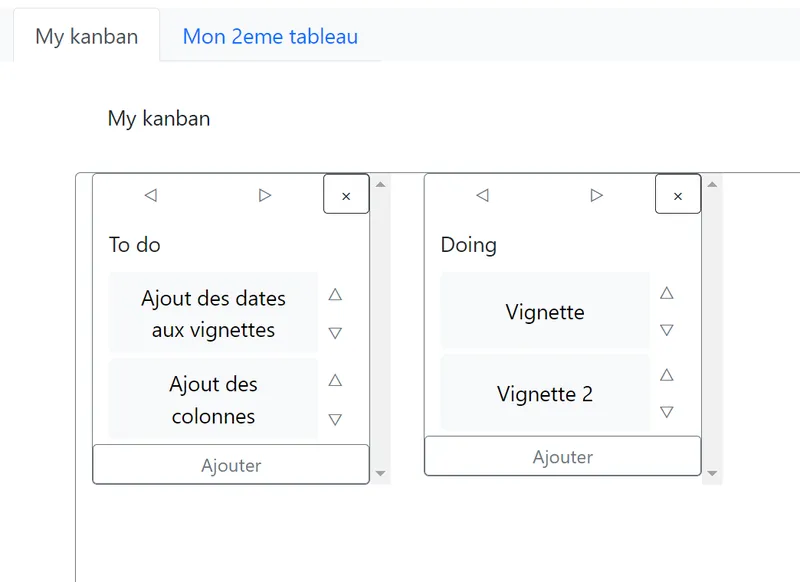 My kanban
Mon 2eme tableau
My kanban
×
To do
Ajout des dates
aux vignettes
Ajout des
colonnes
Ajouter
×
Doing
Vignette
Vignette 2
Ajouter